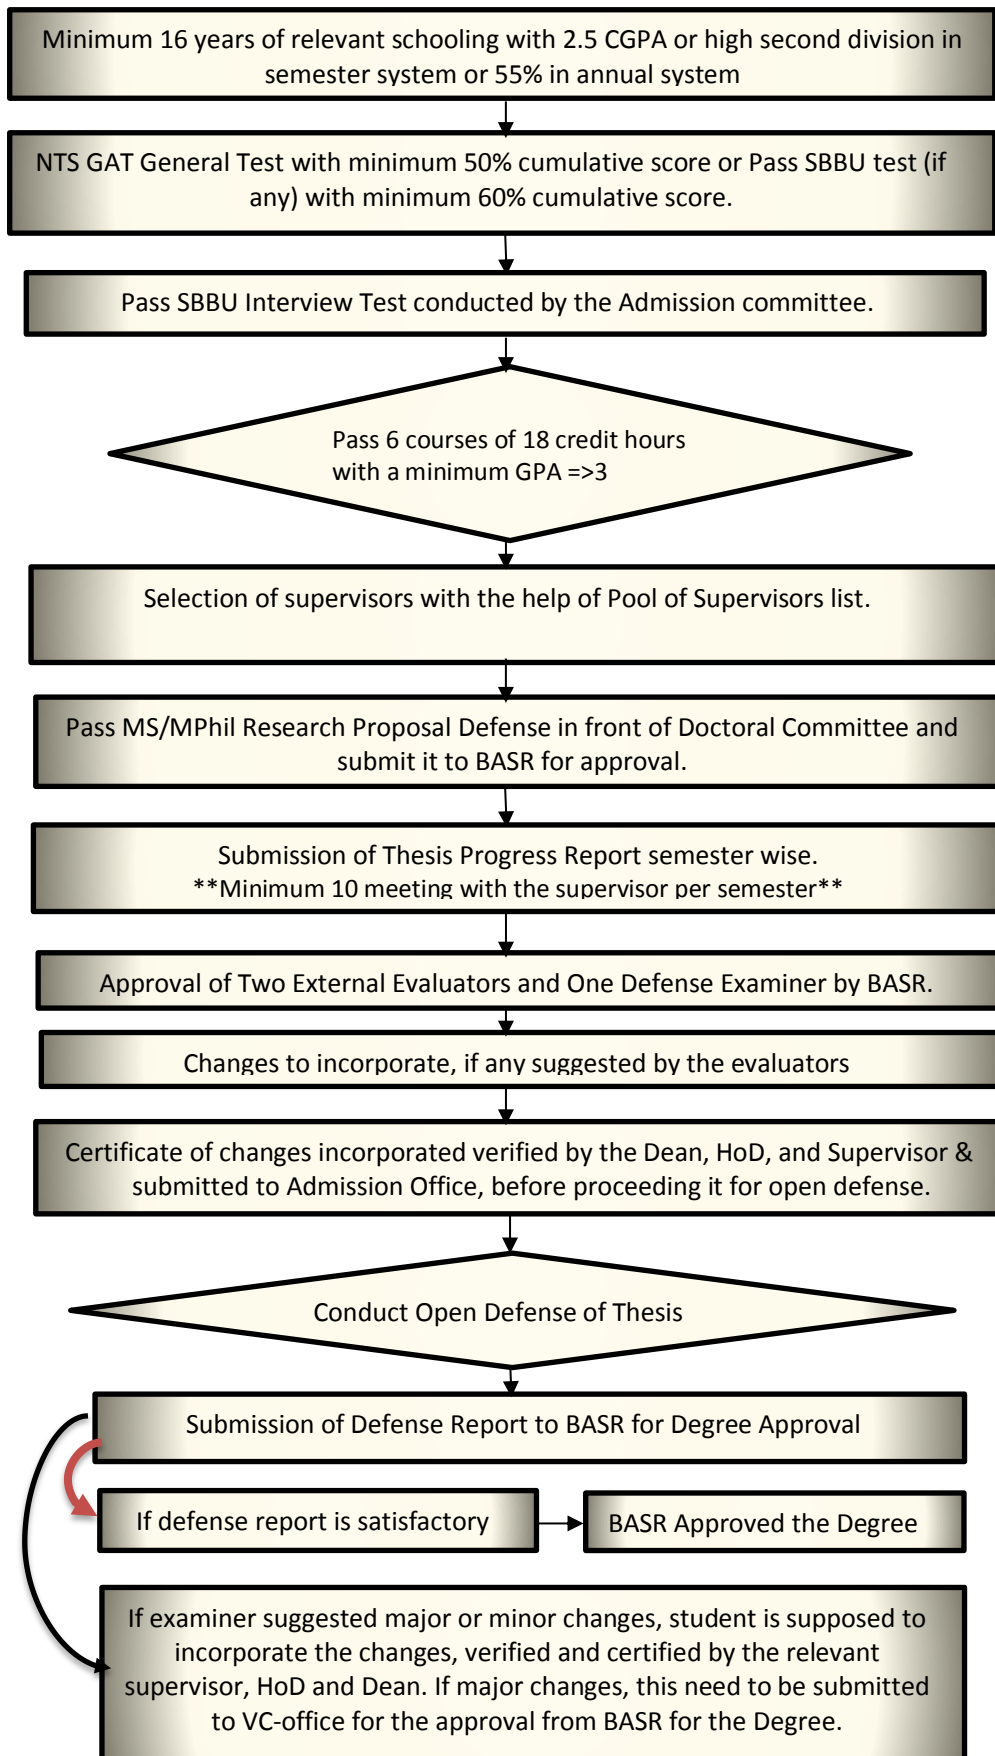 Minimum 16 years of relevant schooling with 2.5 CGPA or high second division in
semester system or 55% in annual system
NTS GAT General Test with minimum 50% cumulative score or Pass SBBU test (if
any) with minimum 60% cumulative score.
Pass SBBU Interview Test conducted by the Admission committee.
Pass 6 courses of 18 credit hours
with a minimum GPA =>3
Selection of supervisors with the help of Pool of Supervisors list.
Pass MS/MPhil Research Proposal Defense in front of Doctoral Committee and
submit it to BASR for approval.
Submission of Thesis Progress Report semester wise.
**Minimum 10 meeting with the supervisor per semester**
Approval of Two External Evaluators and One Defense Examiner by BASR.
Changes to incorporate, if any suggested by the evaluators
Certificate of changes incorporated verified by the Dean, HoD, and Supervisor &
submitted to Admission Office, before proceeding it for open defense.
Conduct Open Defense of Thesis
Submission of Defense Report to BASR for Degree Approval
If defense report is satisfactory
BASR Approved the Degree
If examiner suggested major or minor changes, student is supposed to
incorporate the changes, verified and certified by the relevant
supervisor, HoD and Dean. If major changes, this need to be submitted
to VC-office for the approval from BASR for the Degree.